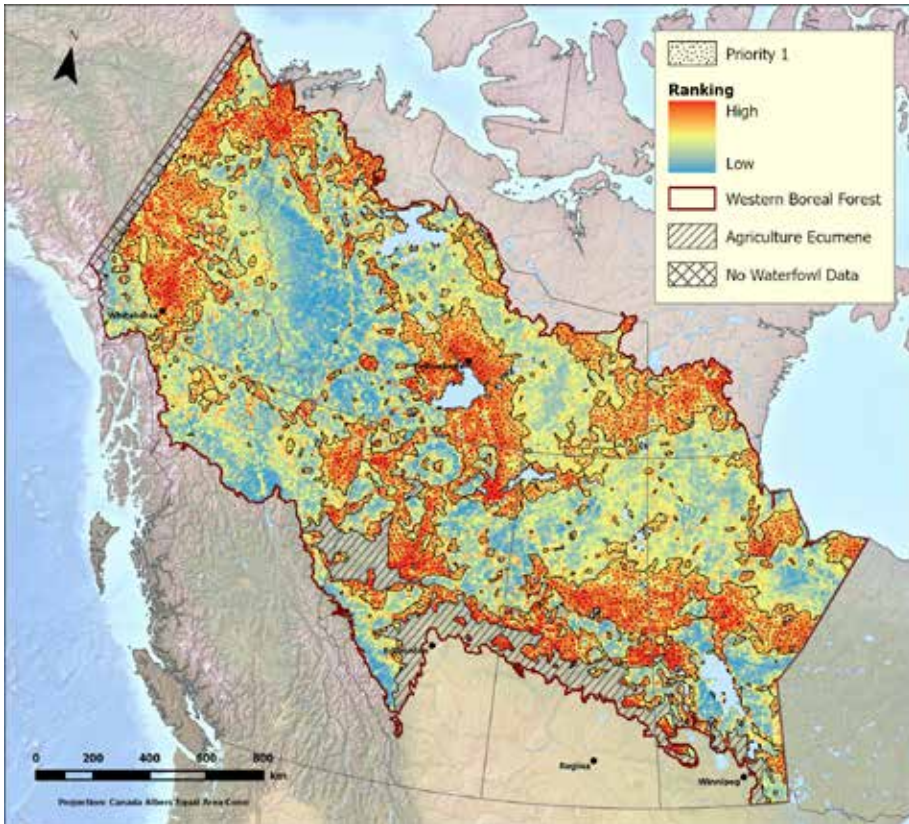 N
Priority 1
Ranking
High
Low
Western Boreal Forest
Agriculture Ecumene
No Waterfowl Data
Whitehorse
Yellowknife
Edmonton
Regina
Winnipeg
0 200 400 600 800
km
Projection: Canada Albers Equal Area Conic